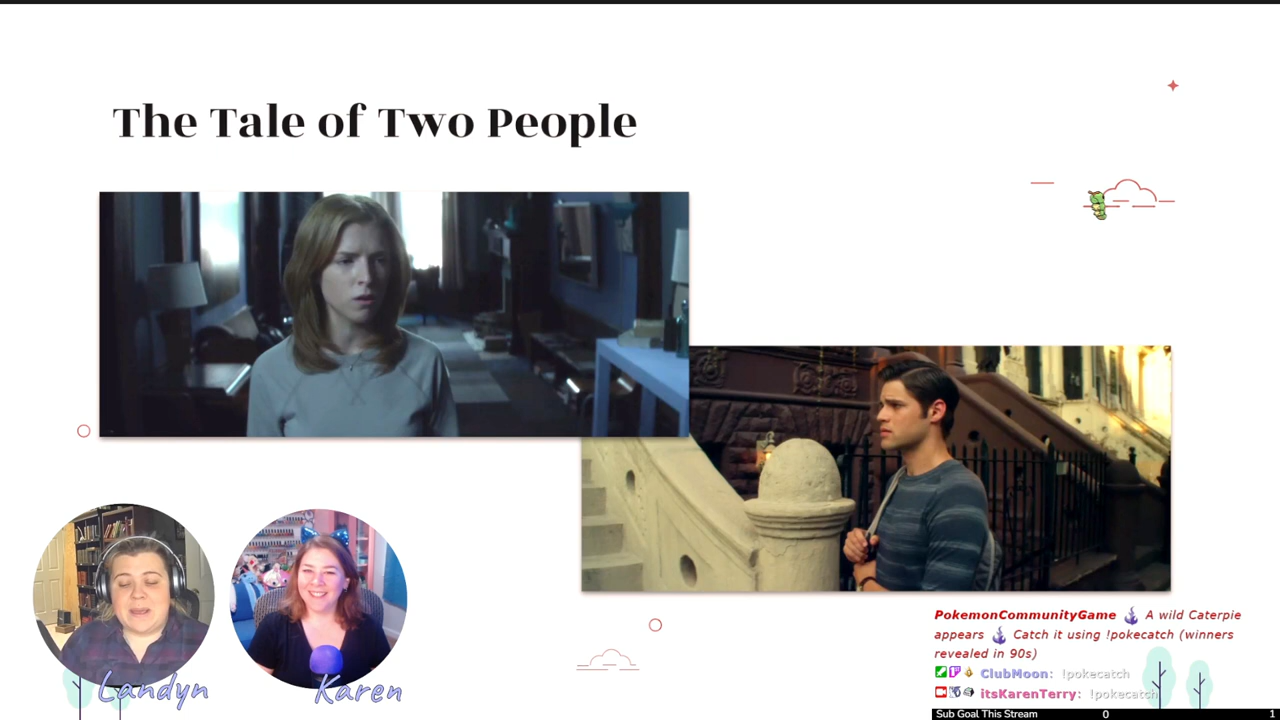 The Tale of Two People
Landyn
Karen
PokemonCommunityGame A wild Caterpie
appears Catch it using !pokecatch (winners
revealed in 90s)
ClubMoon: !pokecatch
itsKarenTerry: !pokecatch
Sub Goal This Stream 0 1